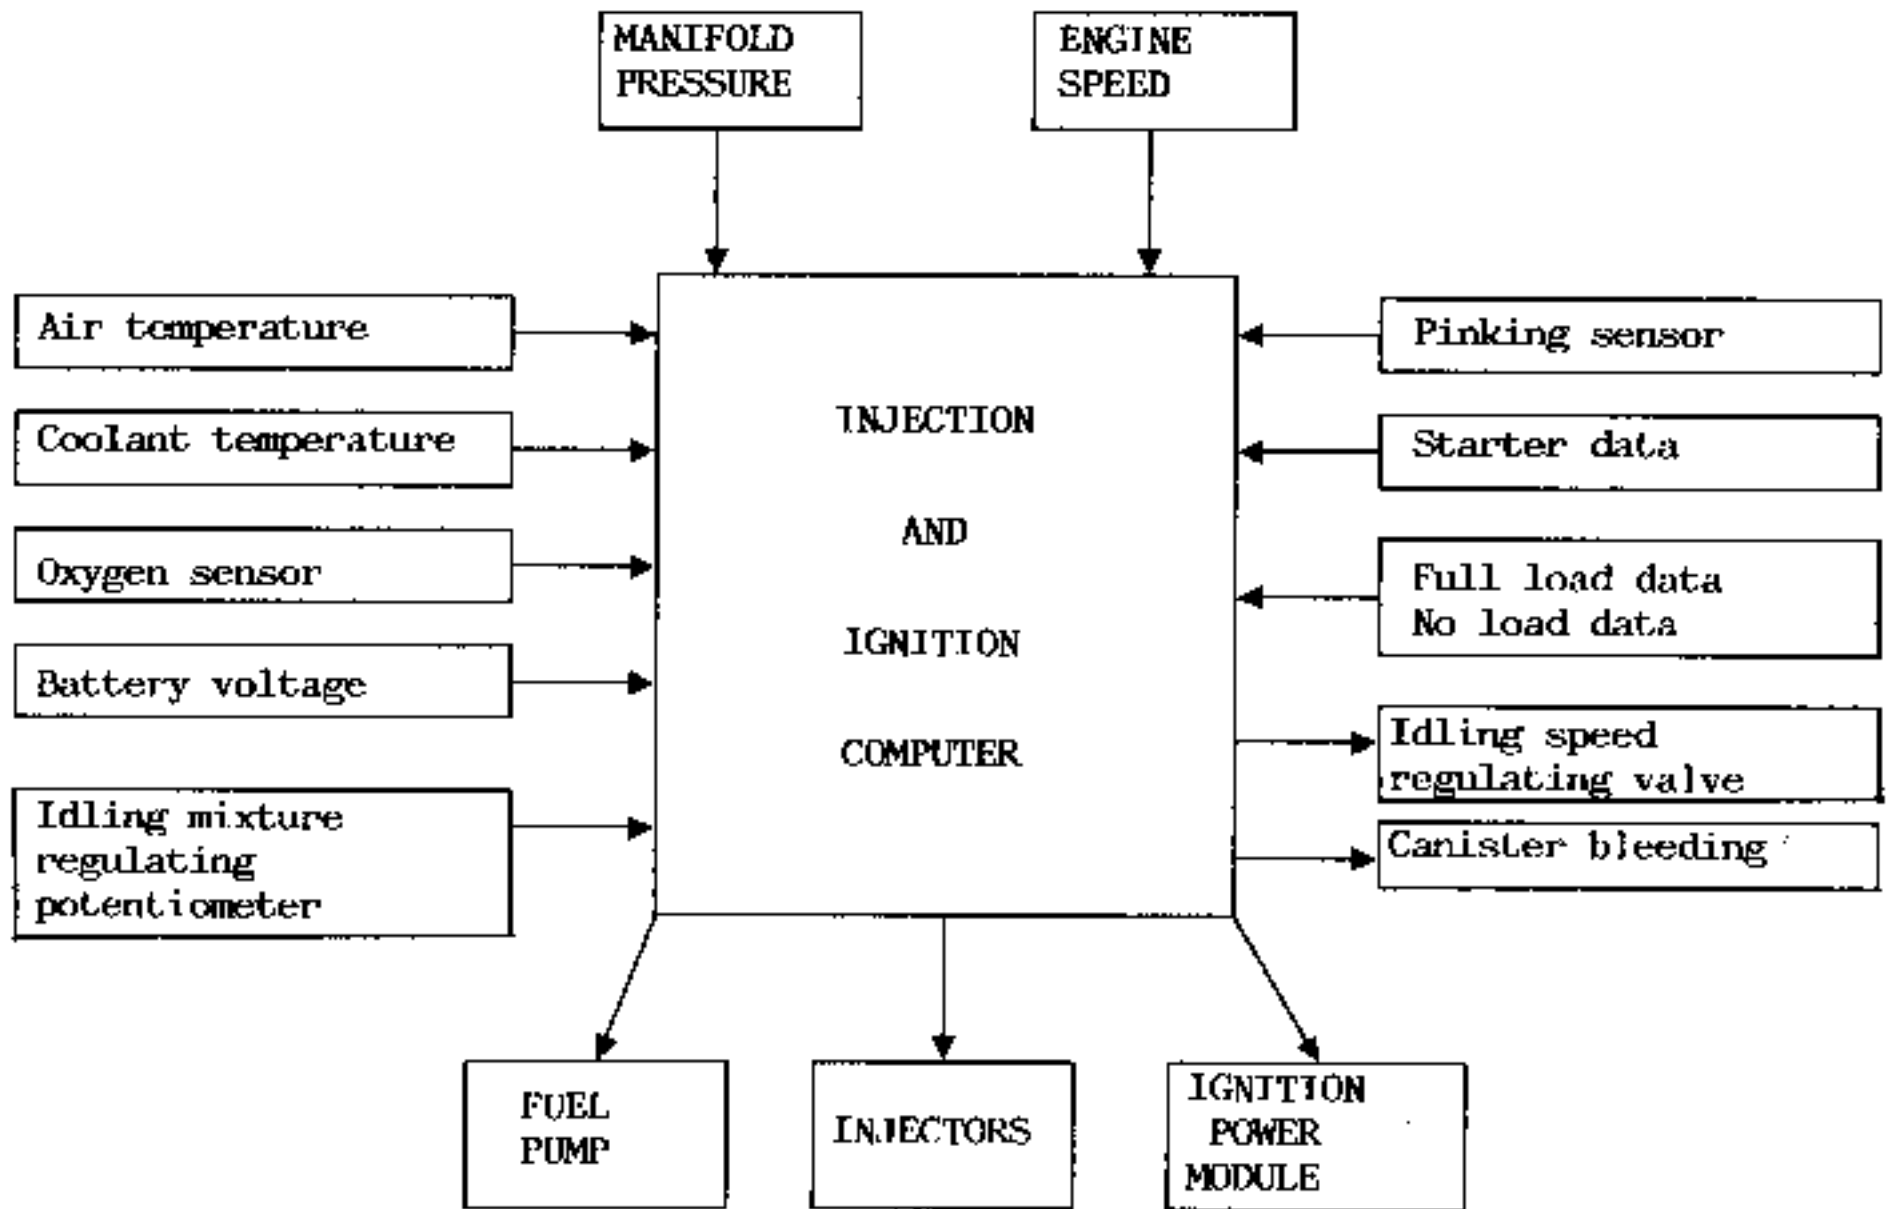 MANIFOLD
PRESSURE
ENGINE
SPEED
Air temperature
Coolant temperature
Oxygen sensor
Battery voltage
Idling mixture
regulating
potentiometer
INJECTION
AND
IGNITION
COMPUTER
Pinking sensor
Starter data
Full load data
No load data
Idling speed
regulating valve
Canister bleeding
FUEL
PUMP
INJECTORS
IGNITION
POWER
MODULE